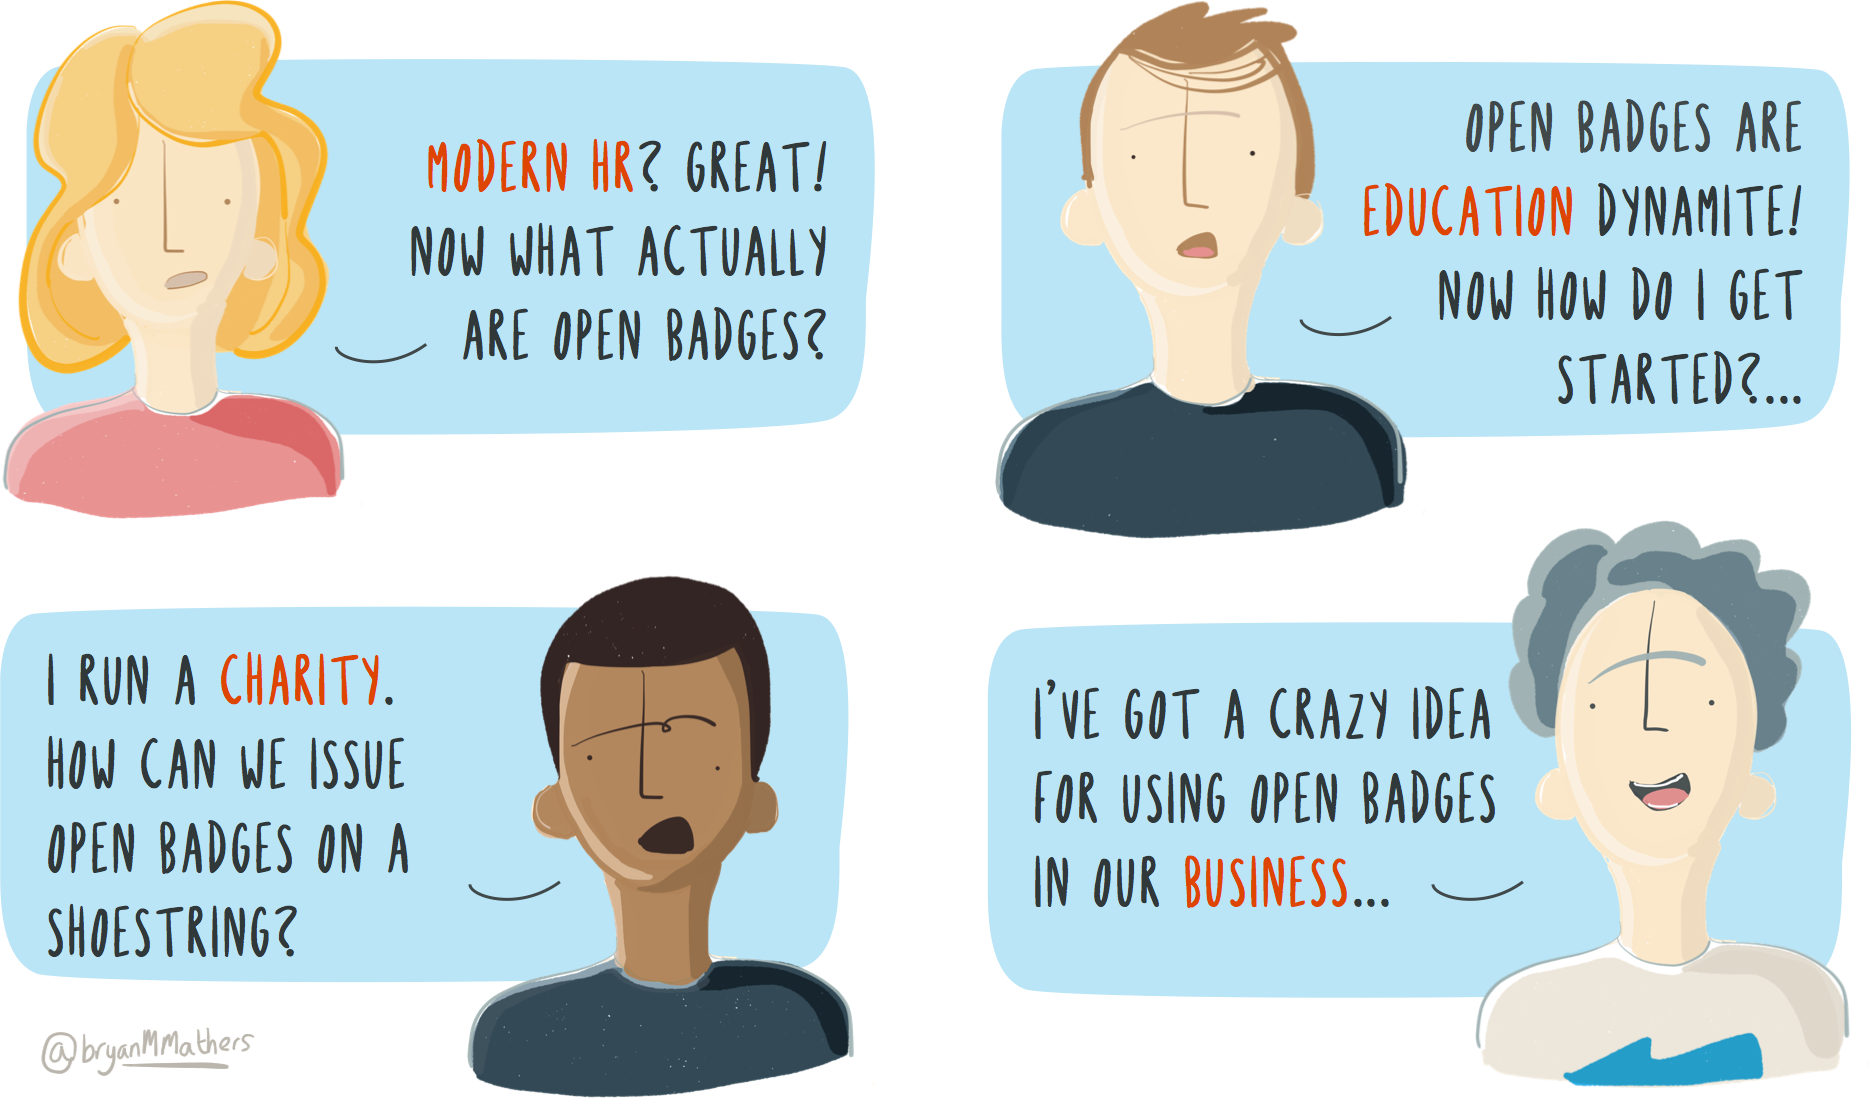 MODERN HR? GREAT!
NOW WHAT ACTUALLY
ARE OPEN BADGES?
OPEN BADGES ARE
EDUCATION DYNAMITE!
NOW HOW DO I GET
STARTED?...
I RUN A CHARITY.
HOW CAN WE ISSUE
OPEN BADGES ON A
SHOESTRING?
I'VE GOT A CRAZY IDEA
FOR USING OPEN BADGES
IN OUR BUSINESS...
@bryanMMathers